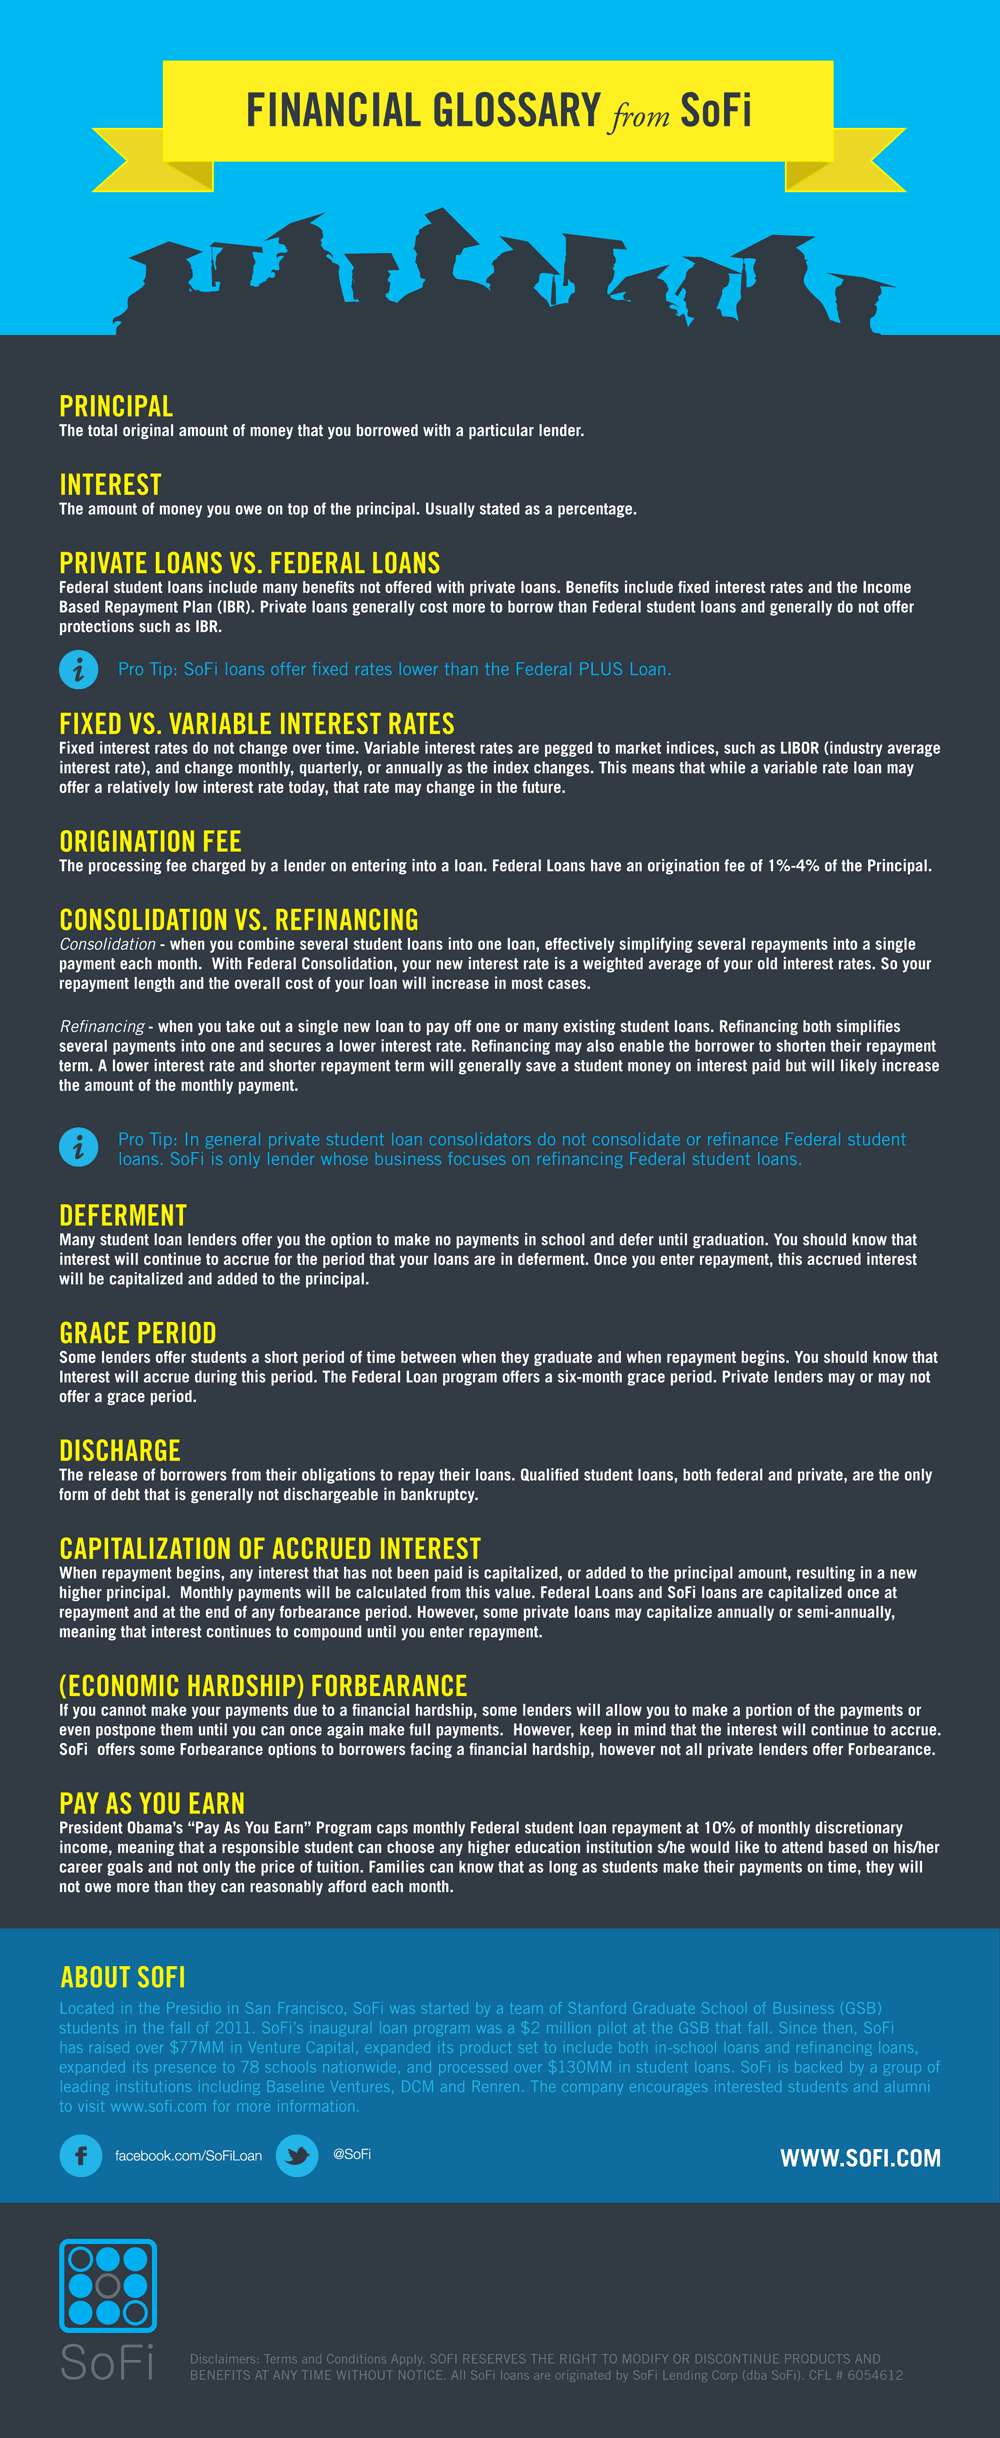 FINANCIAL GLOSSARY from SoFi
PRINCIPAL
The total original amount of money that you borrowed with a particular lender.
INTEREST
The amount of money you owe on top of the principal. Usually stated as a percentage.
PRIVATE LOANS VS. FEDERAL LOANS
Federal student loans include many benefits not offered with private loans. Benefits include fixed interest rates and the Income
Based Repayment Plan (IBR). Private loans generally cost more to borrow than Federal student loans and generally do not offer
protections such as IBR.
i Pro Tip: SoFi loans offer fixed rates lower than the Federal PLUS Loan.
FIXED VS. VARIABLE INTEREST RATES
Fixed interest rates do not change over time. Variable interest rates are pegged to market indices, such as LIBOR (industry average
interest rate), and change monthly, quarterly, or annually as the index changes. This means that while a variable rate loan may
offer a relatively low interest rate today, that rate may change in the future.
ORIGINATION FEE
The processing fee charged by a lender on entering into a loan. Federal Loans have an origination fee of 1%-4% of the Principal.
CONSOLIDATION VS. REFINANCING
Consolidation - when you combine several student loans into one loan, effectively simplifying several repayments into a single
payment each month. With Federal Consolidation, your new interest rate is a weighted average of your old interest rates. So your
repayment length and the overall cost of your loan will increase in most cases.
Refinancing - when you take out a single new loan to pay off one or many existing student loans. Refinancing both simplifies
several payments into one and secures a lower interest rate. Refinancing may also enable the borrower to shorten their repayment
term. A lower interest rate and shorter repayment term will generally save a student money on interest paid but will likely increase
the amount of the monthly payment.
i Pro Tip: In general private student loan consolidators do not consolidate or refinance Federal student
loans. SoFi is only lender whose business focuses on refinancing Federal student loans.
DEFERMENT
Many student loan lenders offer you the option to make no payments in school and defer until graduation. You should know that
interest will continue to accrue for the period that your loans are in deferment. Once you enter repayment, this accrued interest
will be capitalized and added to the principal.
GRACE PERIOD
Some lenders offer students a short period of time between when they graduate and when repayment begins. You should know that
Interest will accrue during this period. The Federal Loan program offers a six-month grace period. Private lenders may or may not
offer a grace period.
DISCHARGE
The release of borrowers from their obligations to repay their loans. Qualified student loans, both federal and private, are the only
form of debt that is generally not dischargeable in bankruptcy.
CAPITALIZATION OF ACCRUED INTEREST
When repayment begins, any interest that has not been paid is capitalized, or added to the principal amount, resulting in a new
higher principal. Monthly payments will be calculated from this value. Federal Loans and SoFi loans are capitalized once at
repayment and at the end of any forbearance period. However, some private loans may capitalize annually or semi-annually,
meaning that interest continues to compound until you enter repayment.
(ECONOMIC HARDSHIP) FORBEARANCE
If you cannot make your payments due to a financial hardship, some lenders will allow you to make a portion of the payments or
even postpone them until you can once again make full payments. However, keep in mind that the interest will continue to accrue.
SoFi offers some Forbearance options to borrowers facing a financial hardship, however not all private lenders offer Forbearance.
PAY AS YOU EARN
President Obama's “Pay As You Earn” Program caps monthly Federal student loan repayment at 10% of monthly discretionary
income, meaning that a responsible student can choose any higher education institution s/he would like to attend based on his/her
career goals and not only the price of tuition. Families can know that as long as students make their payments on time, they will
not owe more than they can reasonably afford each month.
ABOUT SOFI
Located in the Presidio in San Francisco, SoFi was started by a team of Stanford Graduate School of Business (GSB)
students in the fall of 2011. SoFi's inaugural loan program was a $2 million pilot at the GSB that fall. Since then, SoFi
has raised over $77MM in Venture Capital, expanded its product set to include both in-school loans and refinancing loans,
expanded its presence to 78 schools nationwide, and processed over $130MM in student loans. SoFi is backed by a group of
leading institutions including Baseline Ventures, DCM and Renren. The company encourages interested students and alumni
to visit www.sofi.com for more information.
f facebook.com/SoFiLoan @SoFi WWW.SOFI.COM
SoFi
Disclaimers: Terms and Conditions Apply. SOFI RESERVES THE RIGHT TO MODIFY OR DISCONTINUE PRODUCTS AND
BENEFITS AT ANY TIME WITHOUT NOTICE. All SoFi loans are originated by SoFi Lending Corp (dba SoFi). CFL # 6054612